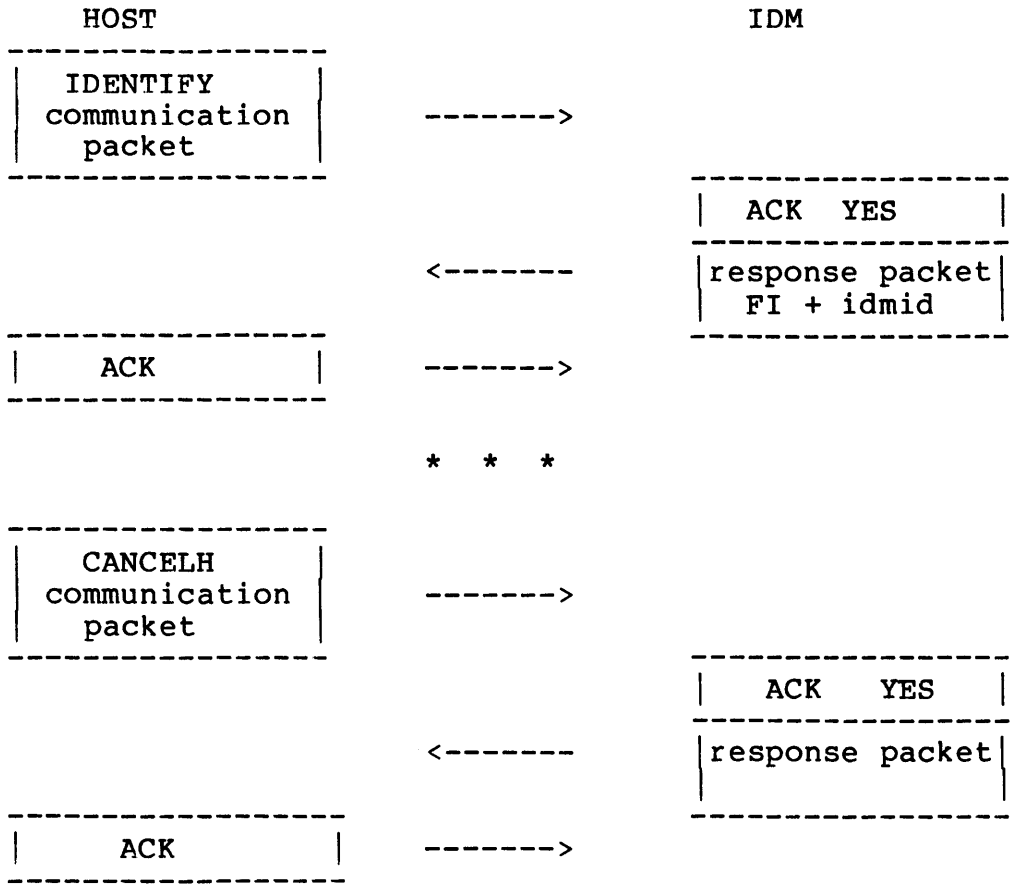 HOST IDM
IDENTIFY
communication
packet
------->
ACK YES
<-------
response packet
FI + idmid
ACK
------->
* * *
CANCELH
communication
packet
------->
ACK YES
<-------
response packet
ACK
------->